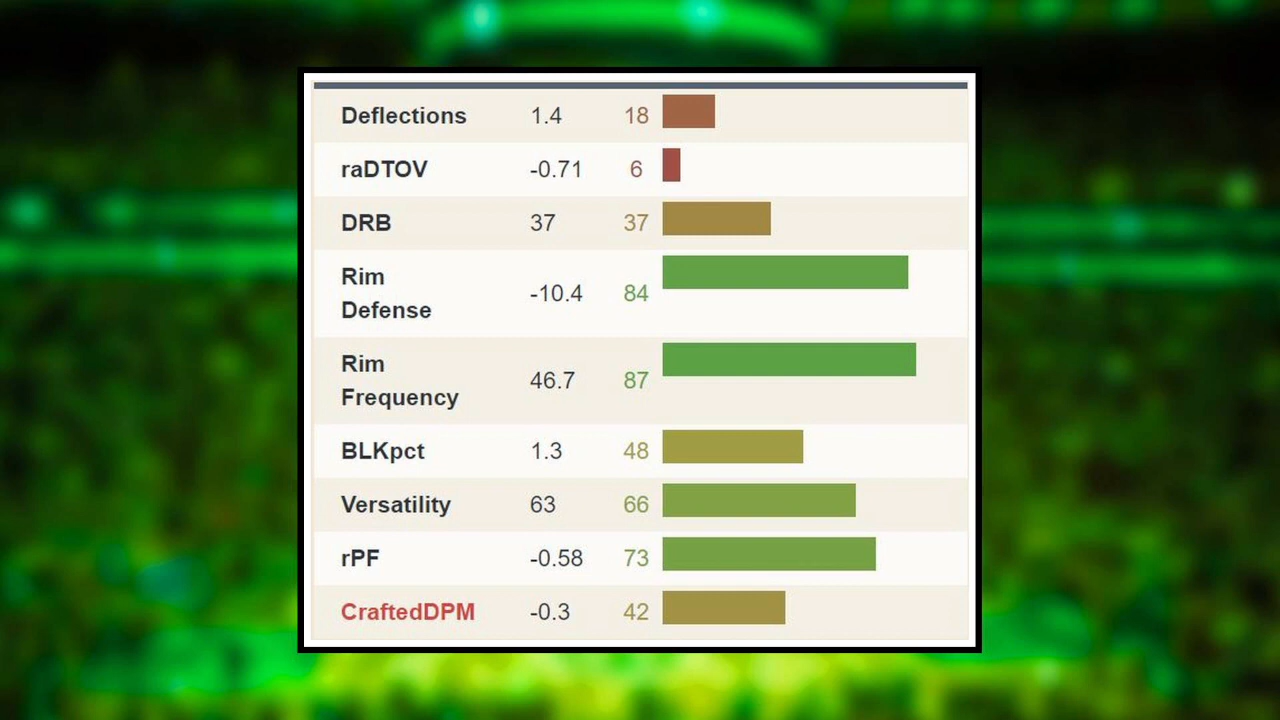 Deflections 1.4 18
raDTOV -0.71 6
DRB 37 37
Rim
Defense -10.4 84
Rim
Frequency 46.7 87
BLKpct 1.3 48
Versatility 63 66
rPF -0.58 73
CraftedDPM -0.3 42